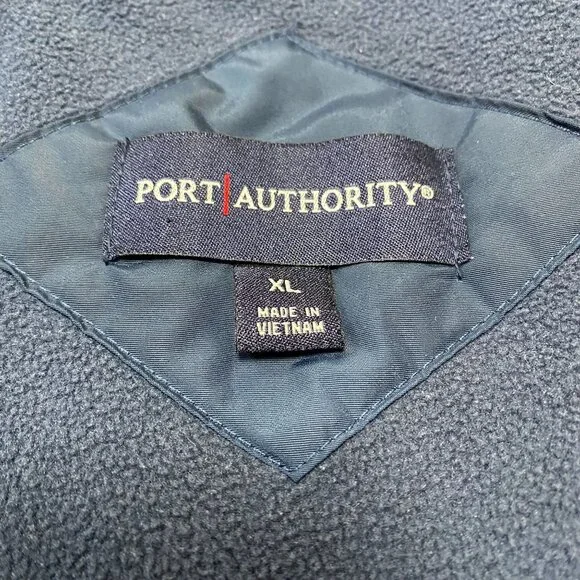 PORT | AUTHORITY®
XL
MADE IN
VIETNAM